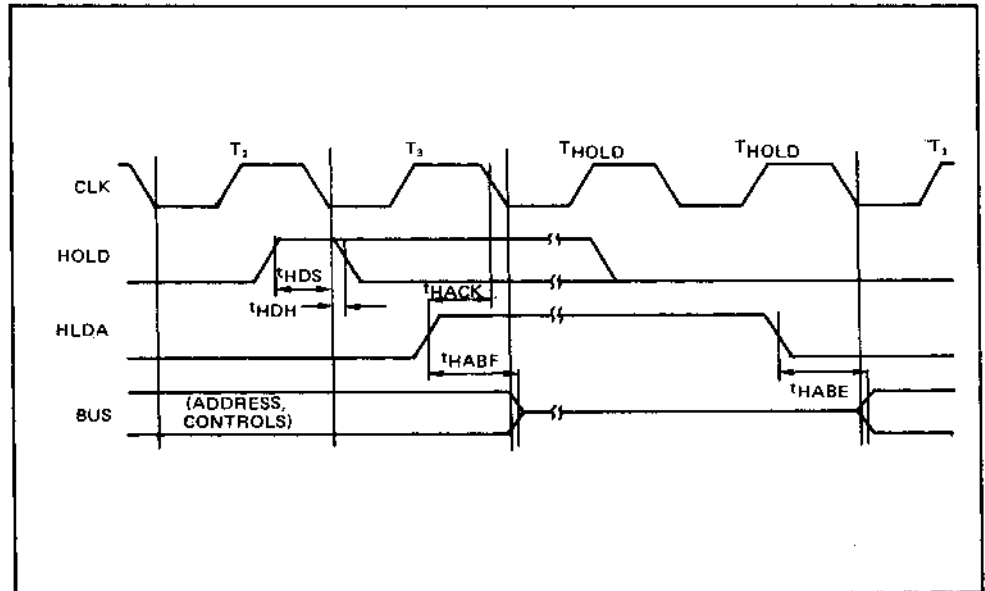 T₂ T₃ THOLD THOLD T₁
CLK
HOLD
tHDS
tHDH
tHACK
HLDA
tHABF
tHABE
BUS
(ADDRESS,
CONTROLS)